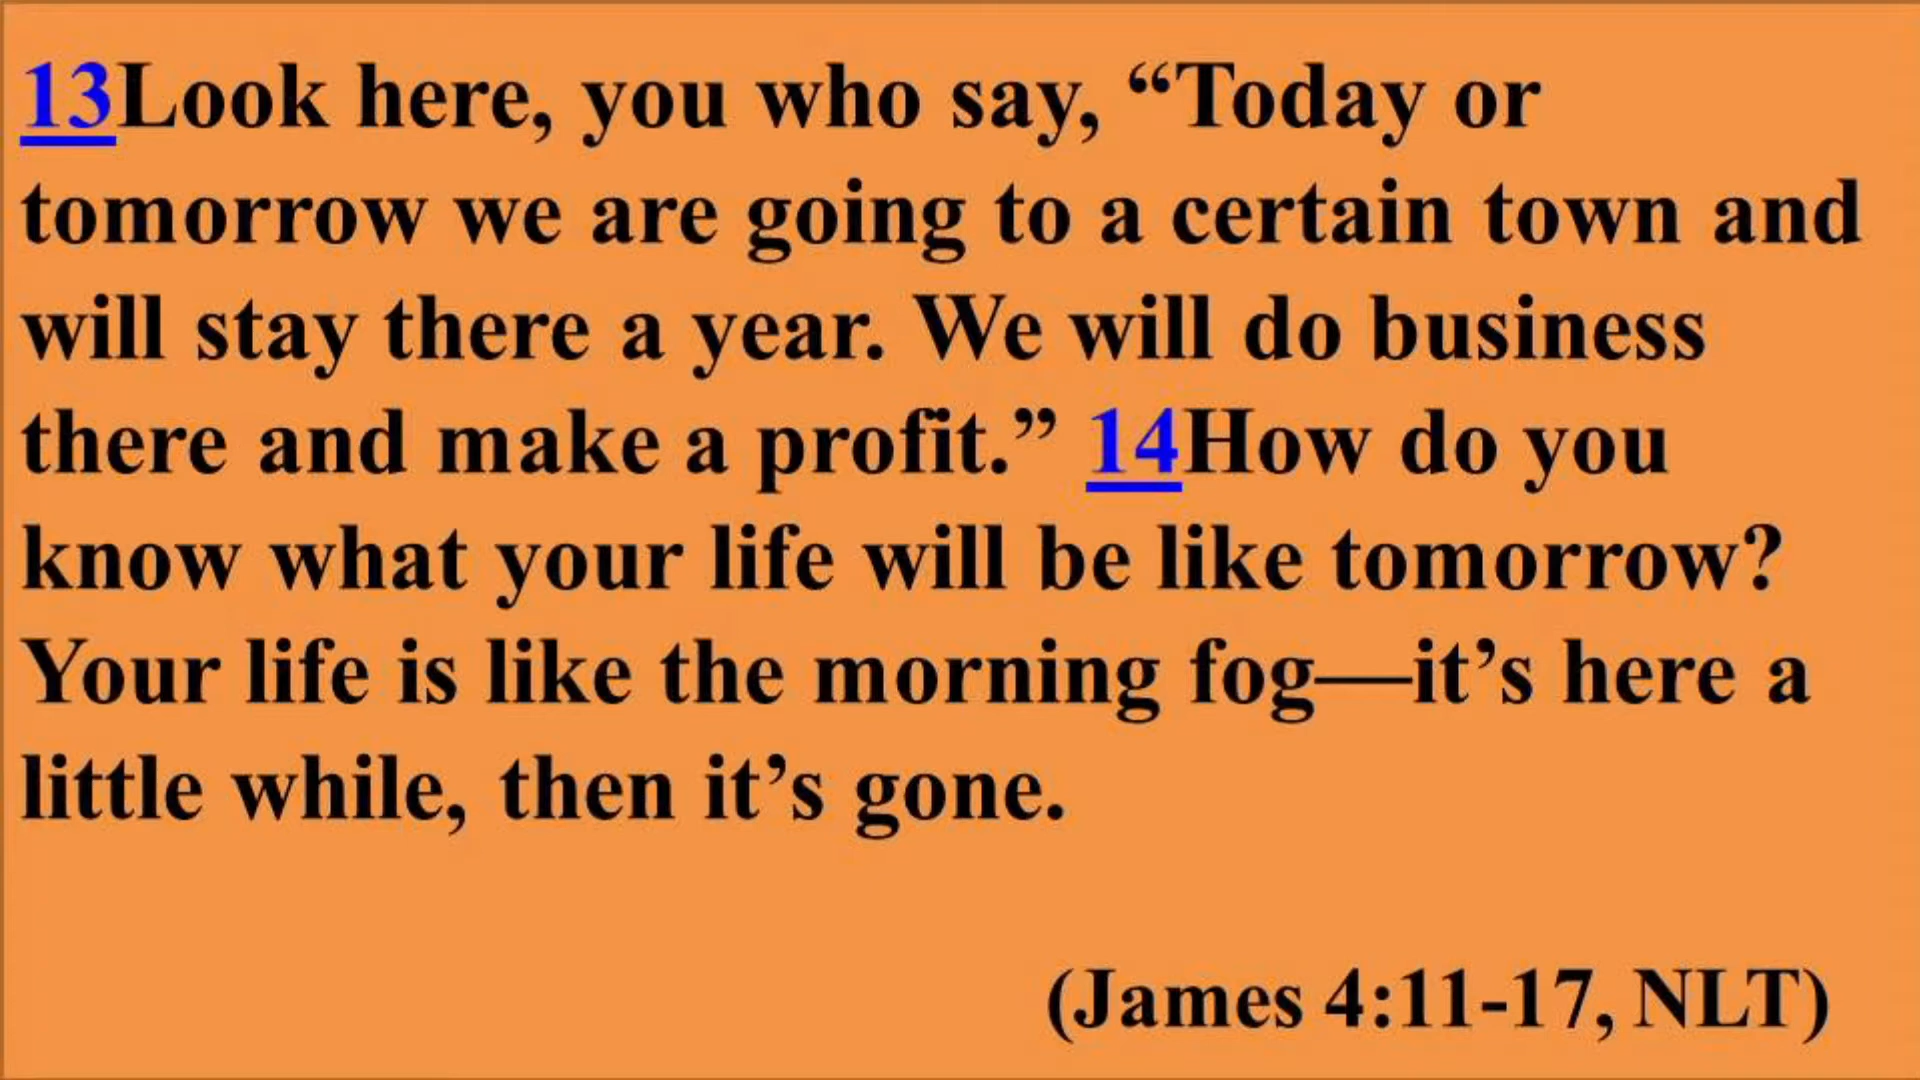 13Look here, you who say, “Today or
tomorrow we are going to a certain town and
will stay there a year. We will do business
there and make a profit.” 14How do you
know what your life will be like tomorrow?
Your life is like the morning fog—it’s here a
little while, then it’s gone.
(James 4:11-17, NLT)